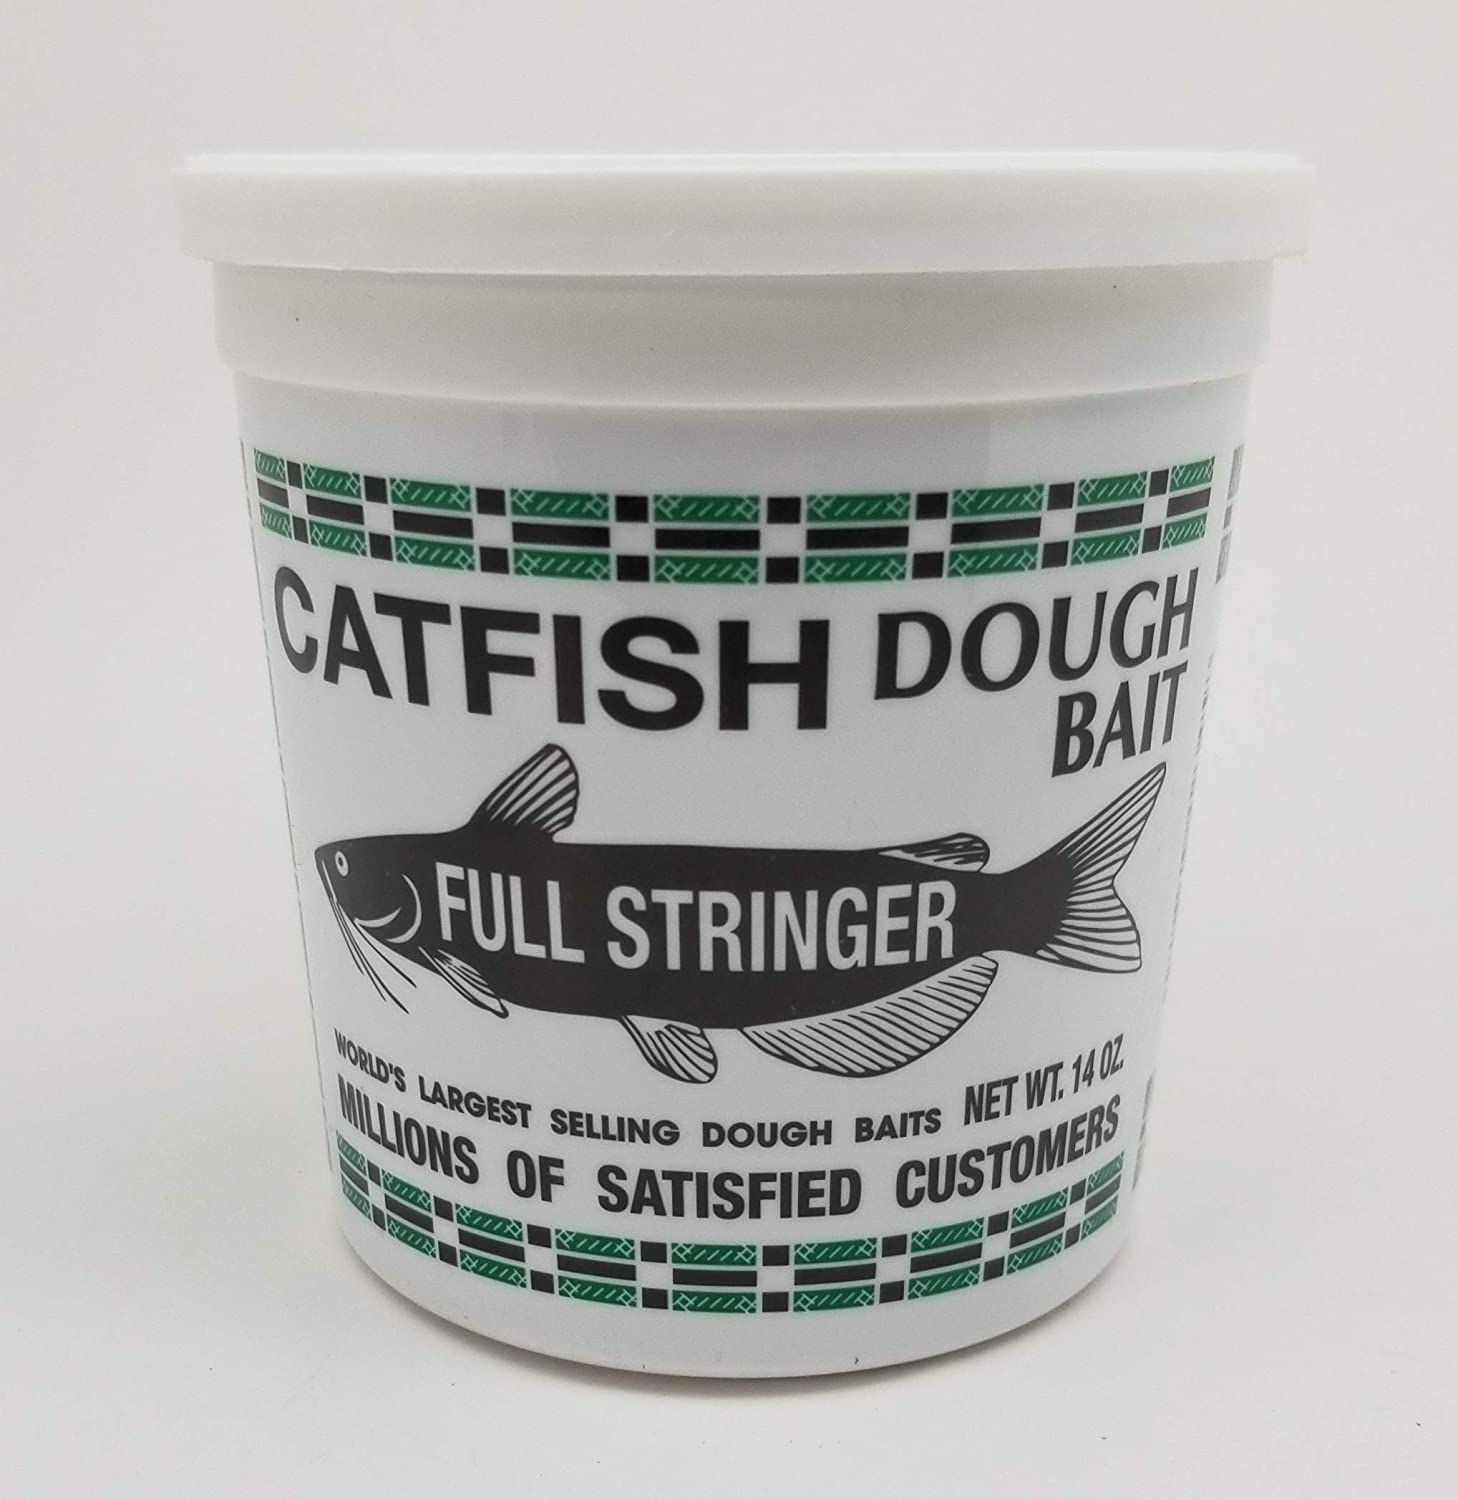 CATFISH DOUGH
BAIT
FULL STRINGER
WORLD'S LARGEST SELLING DOUGH BAITS NET WT. 14 OZ.
MILLIONS OF SATISFIED CUSTOMERS